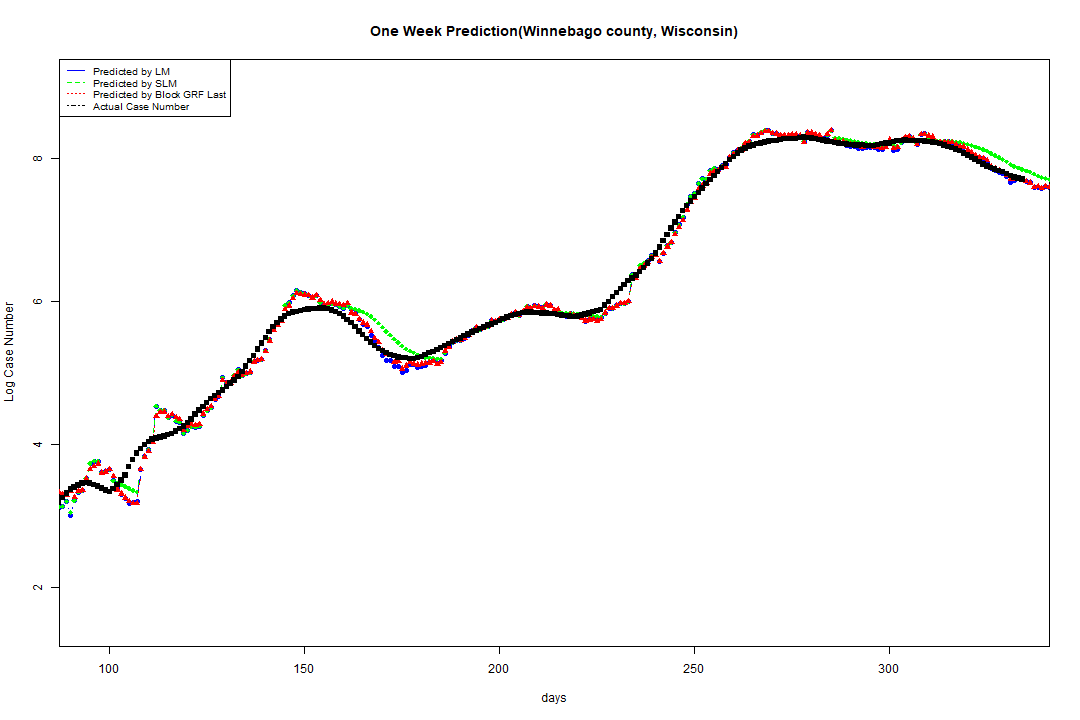 One Week Prediction(Winnebago county, Wisconsin)
Predicted by LM
Predicted by SLM
Predicted by Block GRF Last
Actual Case Number
8
6
4
2
Log Case Number
100 150 200 250 300
days